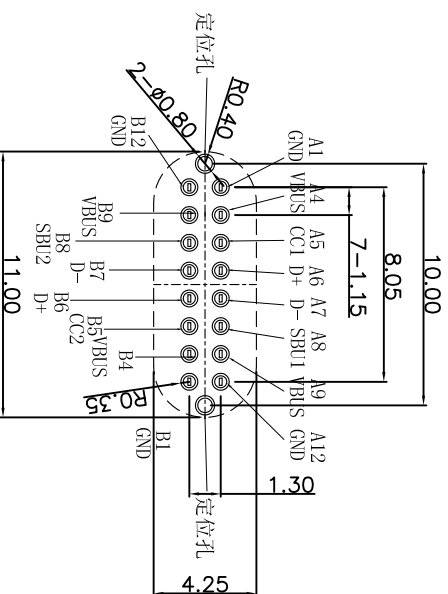 定位孔
定位孔
2-ø0.80
R0.40
A1
GND
A4
VBUS
A5
CC1
A6
D+
A7
D-
A8
SBU1
A9
VBUS
A12
GND
B12
GND
B9
VBUS
B8
SBU2
B7
D-
B6
D+
B5
CC2
B4
VBUS
B1
GND
R0.35
7-1.15
8.05
10.00
11.00
1.30
4.25